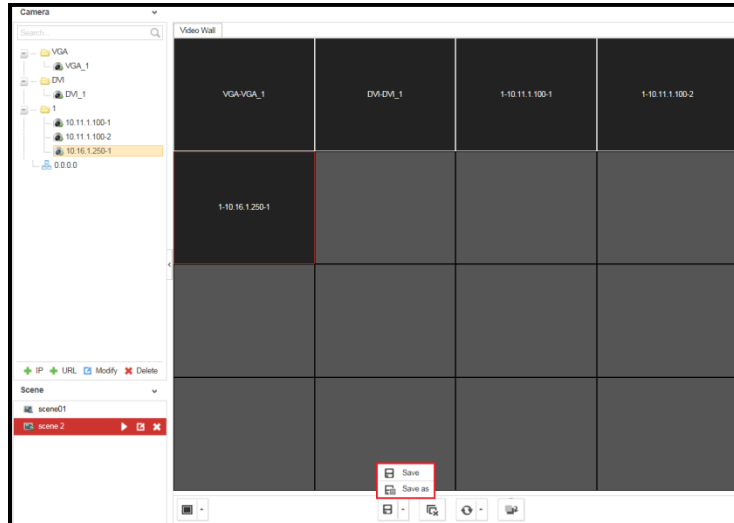 Camera
Search...
VGA
VGA_1
DVI
DVI_1
1
10.11.1.100-1
10.11.1.100-2
10.16.1.250-1
0.0.0.0
IP URL Modify Delete
Scene
scene01
scene 2
Video Wall
VGA-VGA_1 DVI-DVI_1 1-10.11.1.100-1 1-10.11.1.100-2
1-10.16.1.250-1
Save
Save as